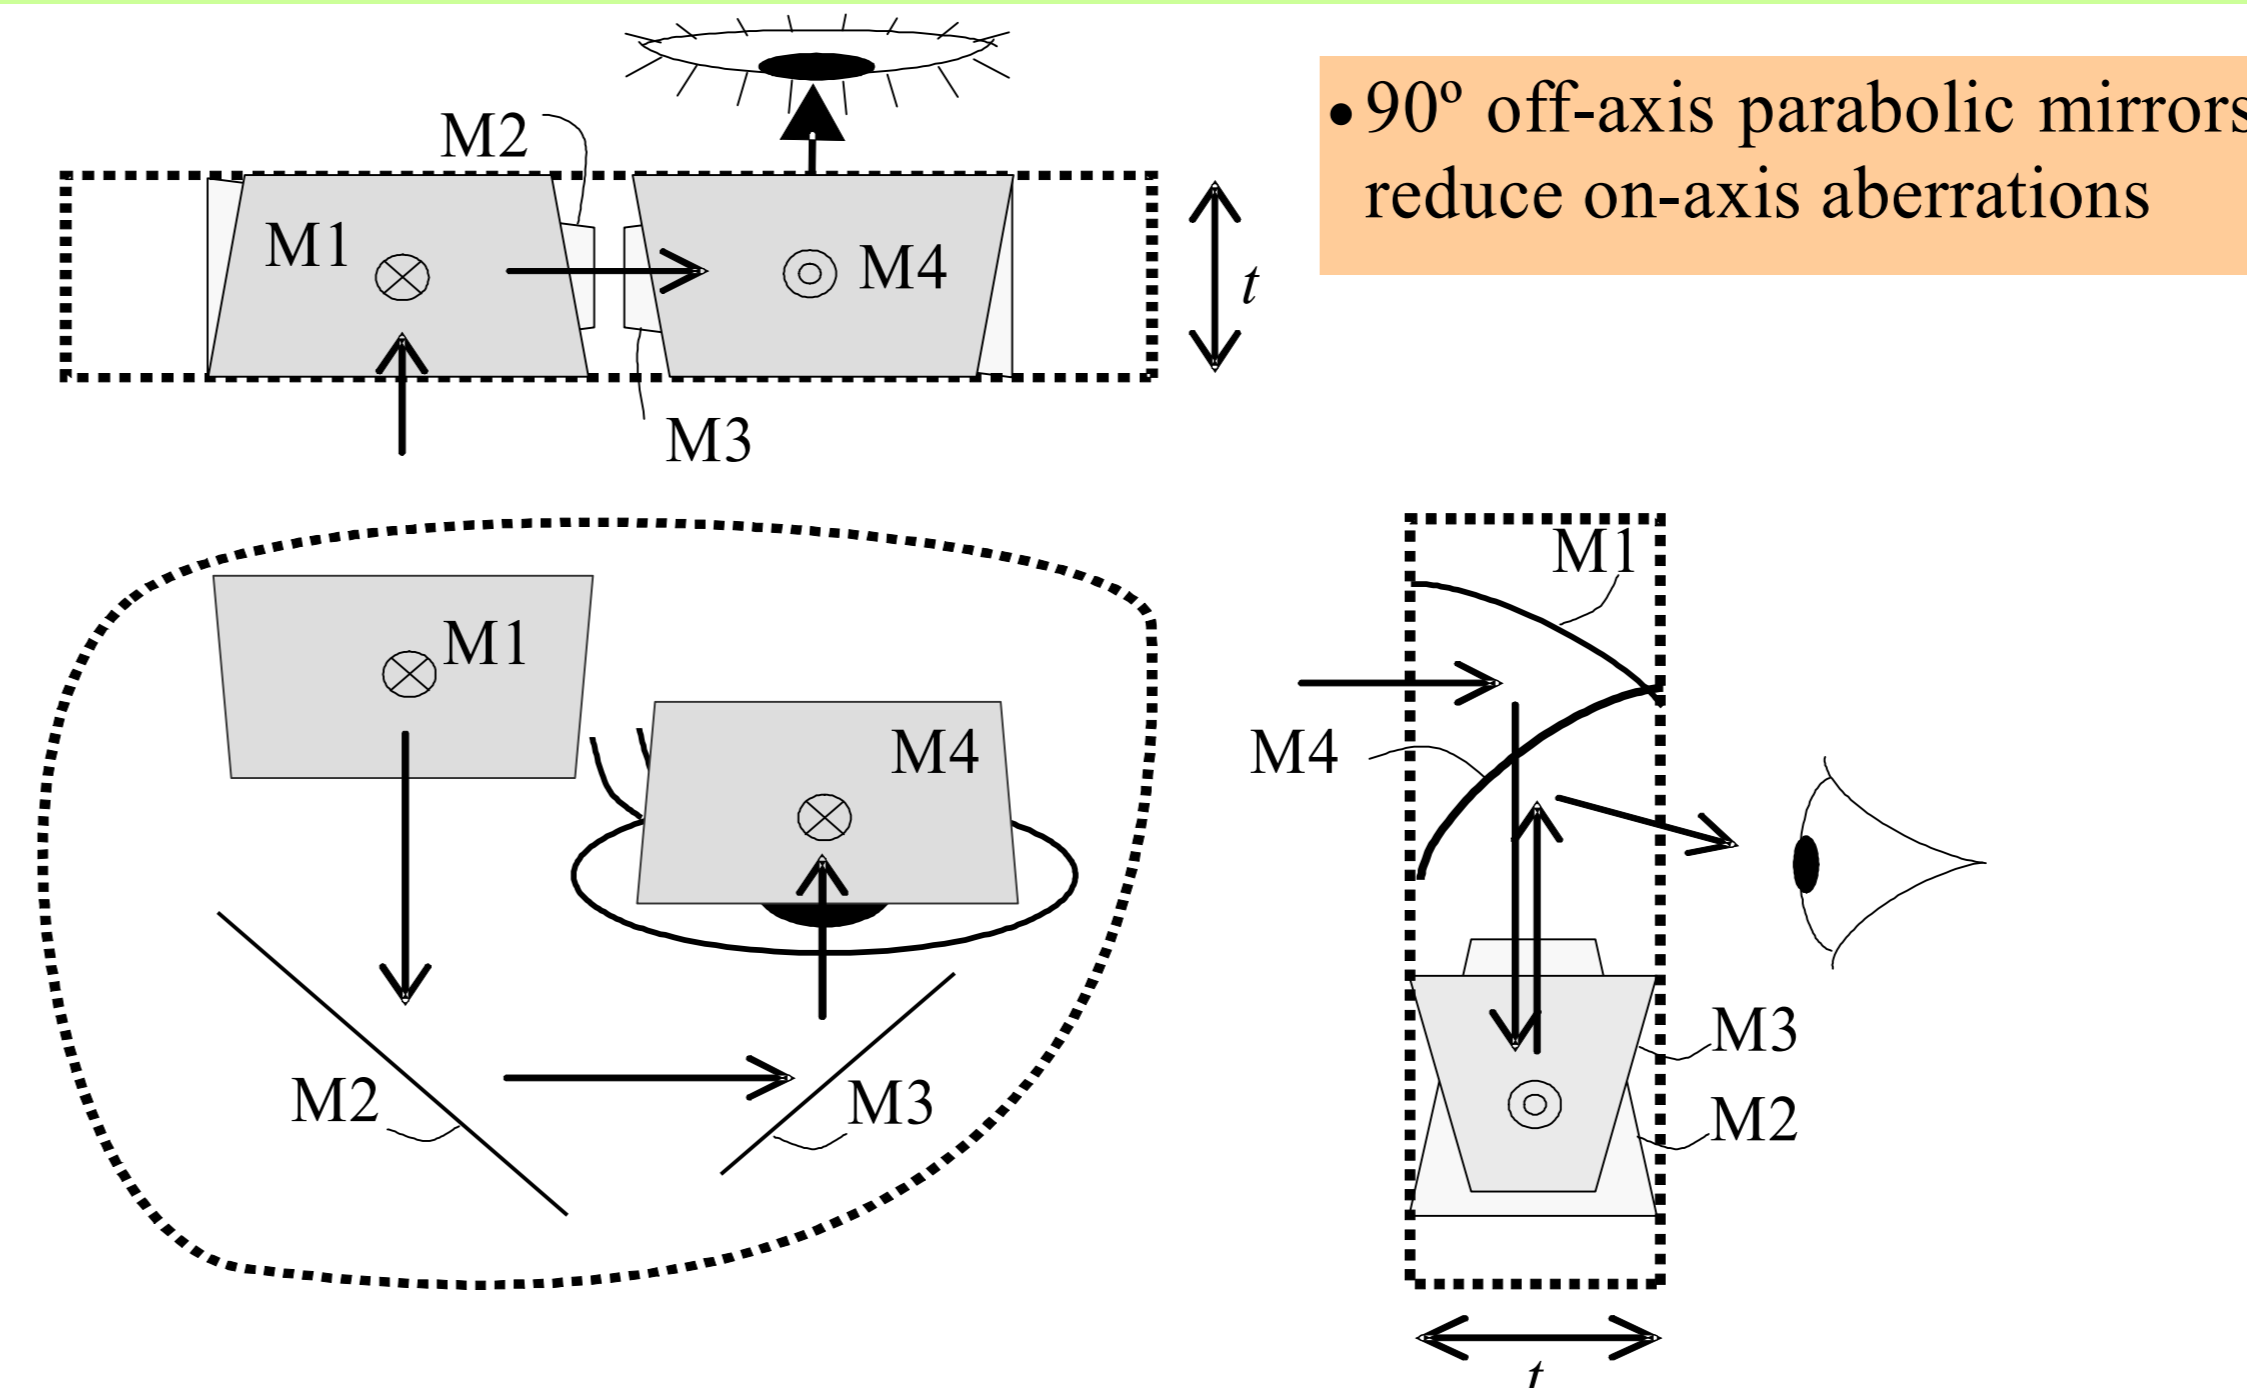 M2
• 90º off-axis parabolic mirrors
reduce on-axis aberrations
M1
M4
t
M3
M1
M1
M4
M4
M2
M3
M3
M2
t